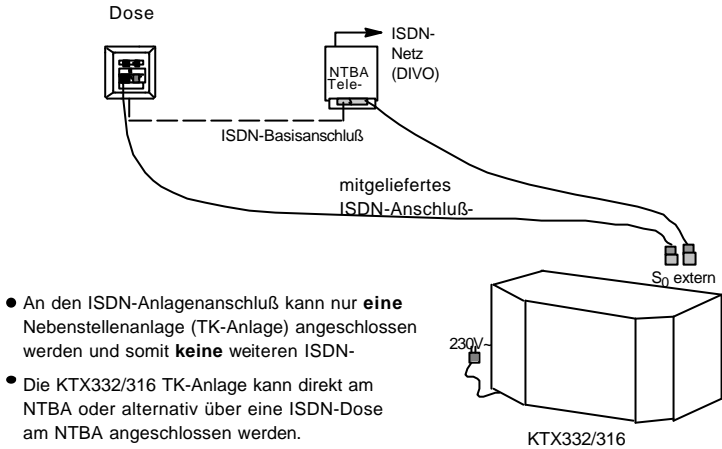 Dose
ISDN-
Netz
(DIVO)
NTBA
Tele-
ISDN-Basisanschluß
mitgeliefertes
ISDN-Anschluß-
S0 extern
● An den ISDN-Anlagenanschluß kann nur eine
Nebenstellenanlage (TK-Anlage) angeschlossen
werden und somit keine weiteren ISDN-
230V~
● Die KTX332/316 TK-Anlage kann direkt am
NTBA oder alternativ über eine ISDN-Dose
am NTBA angeschlossen werden.
KTX332/316